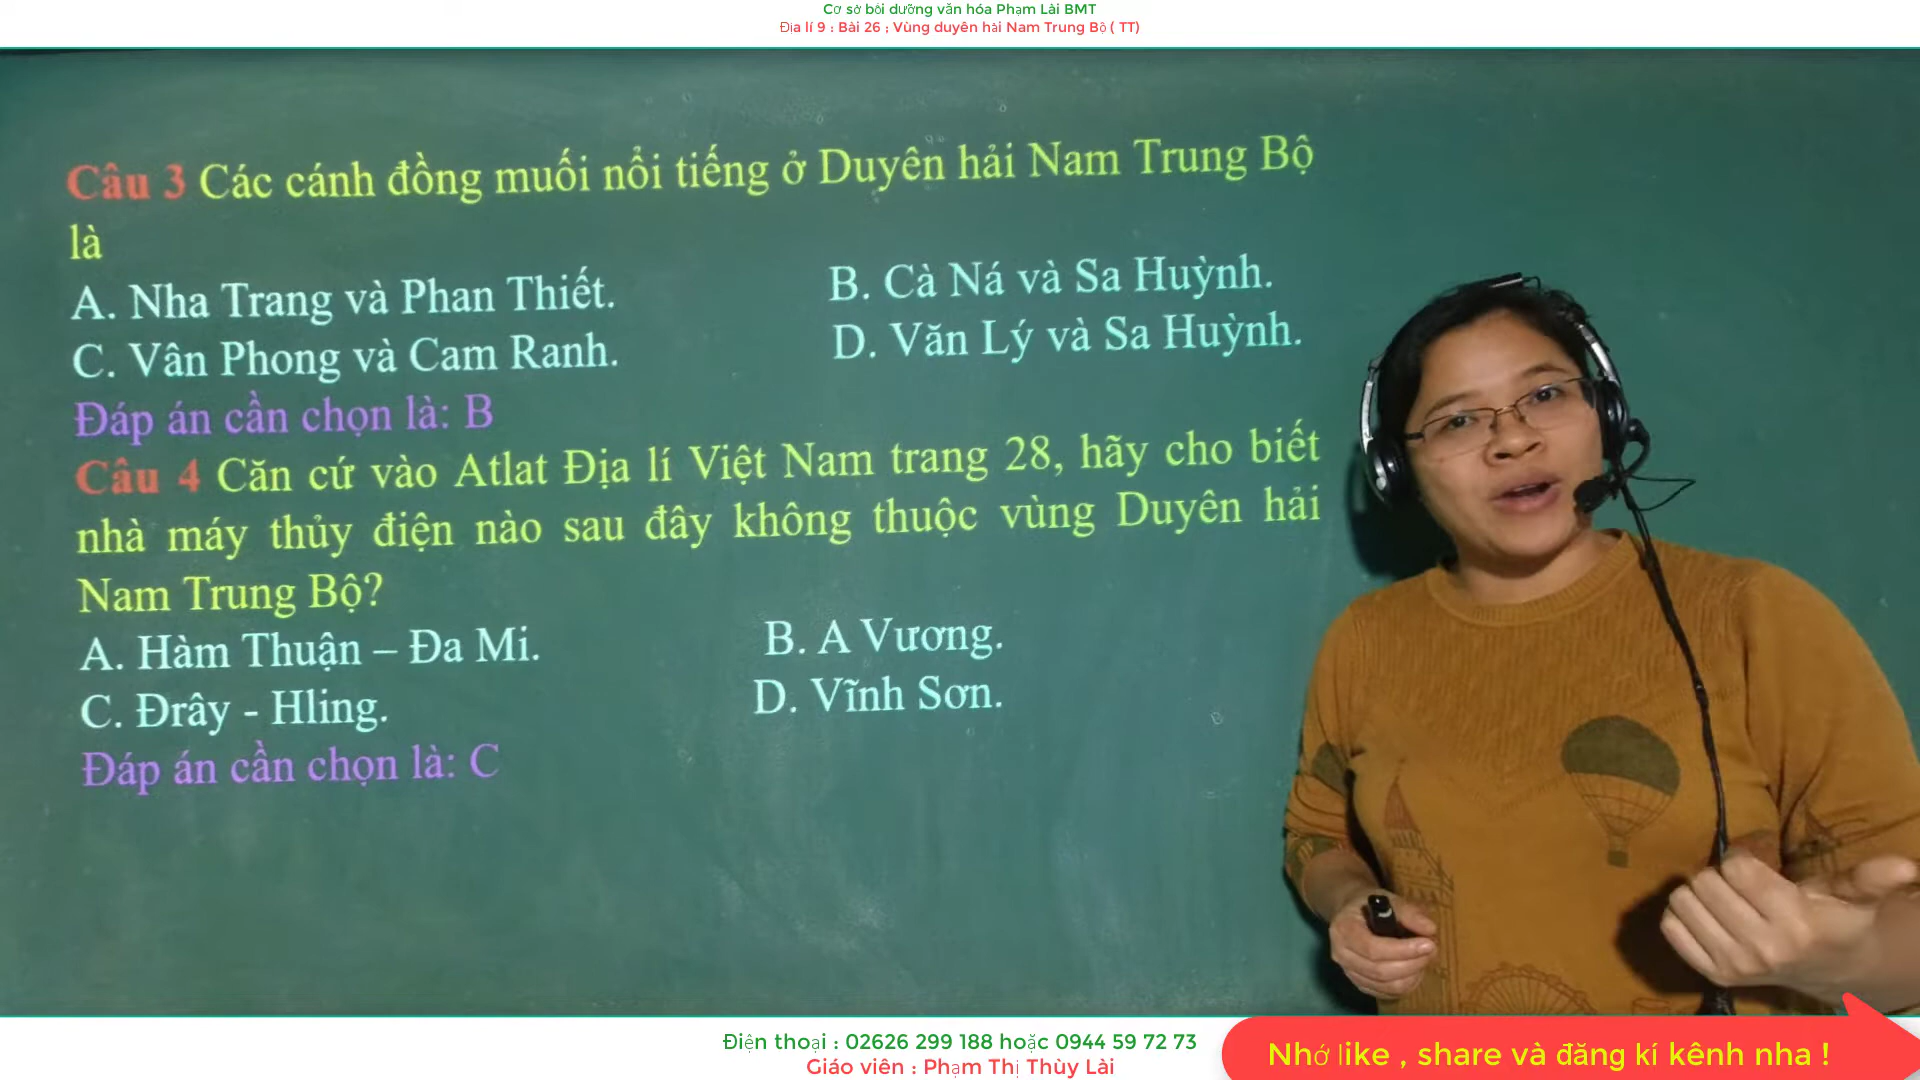 Cơ sở bồi dưỡng văn hóa Phạm Lài BMT
Địa lí 9 : Bài 26 ; Vùng duyên hải Nam Trung Bộ ( TT)
Câu 3 Các cánh đồng muối nổi tiếng ở Duyên hải Nam Trung Bộ
là
A. Nha Trang và Phan Thiết. B. Cà Ná và Sa Huỳnh.
C. Vân Phong và Cam Ranh. D. Văn Lý và Sa Huỳnh.
Đáp án cần chọn là: B
Câu 4 Căn cứ vào Atlat Địa lí Việt Nam trang 28, hãy cho biết
nhà máy thủy điện nào sau đây không thuộc vùng Duyên hải
Nam Trung Bộ?
A. Hàm Thuận – Đa Mi. B. A Vương.
C. Đrây - Hling. D. Vĩnh Sơn.
Đáp án cần chọn là: C
Điện thoại : 02626 299 188 hoặc 0944 59 72 73
Giáo viên : Phạm Thị Thùy Lài
Nhớ like , share và đăng kí kênh nha !